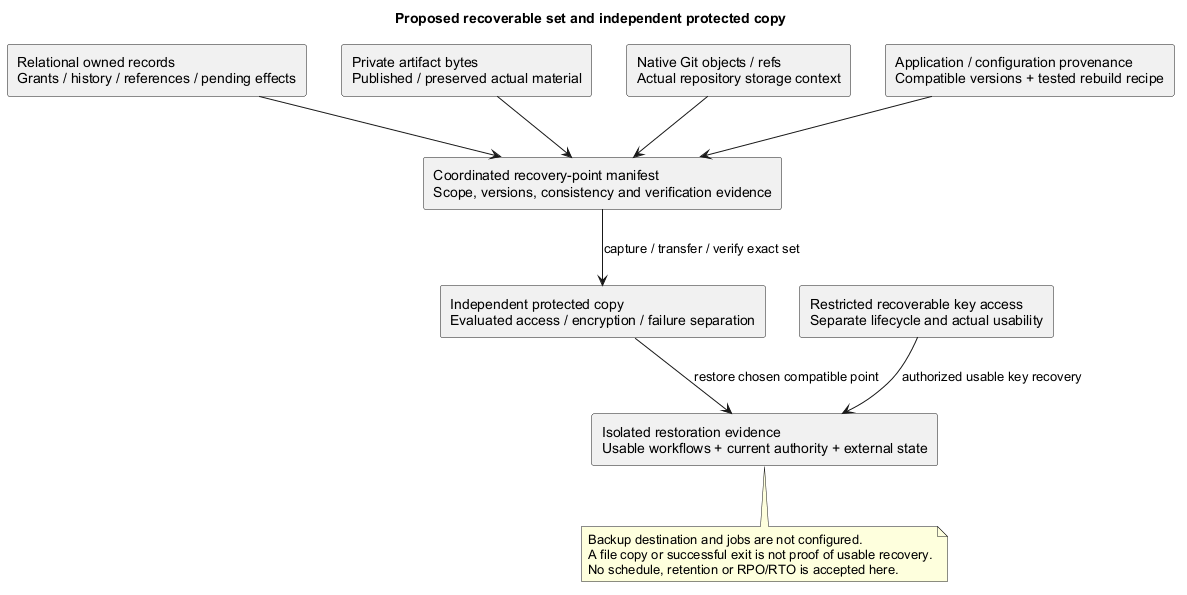 Proposed recoverable set and independent protected copy
Relational owned records
Grants / history / references / pending effects
Private artifact bytes
Published / preserved actual material
Native Git objects / refs
Actual repository storage context
Application / configuration provenance
Compatible versions + tested rebuild recipe
Coordinated recovery-point manifest
Scope, versions, consistency and verification evidence
capture / transfer / verify exact set
Independent protected copy
Evaluated access / encryption / failure separation
Restricted recoverable key access
Separate lifecycle and actual usability
restore chosen compatible point
authorized usable key recovery
Isolated restoration evidence
Usable workflows + current authority + external state
Backup destination and jobs are not configured.
A file copy or successful exit is not proof of usable recovery.
No schedule, retention or RPO/RTO is accepted here.